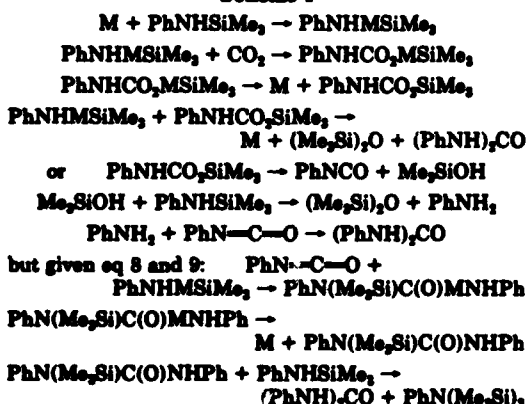 M + PhNHSiMe₃ → PhNHMSiMe₃
PhNHMSiMe₃ + CO₂ → PhNHCO₂MSiMe₃
PhNHCO₂MSiMe₃ → M + PhNHCO₂SiMe₃
PhNHMSiMe₃ + PhNHCO₂SiMe₃ →
M + (Me₃Si)₂O + (PhNH)₂CO
or PhNHCO₂SiMe₃ → PhNCO + Me₃SiOH
Me₃SiOH + PhNHSiMe₃ → (Me₃Si)₂O + PhNH₂
PhNH₂ + PhN=C=O → (PhNH)₂CO
but given eq 8 and 9: PhN=C=O +
PhNHMSiMe₃ → PhN(Me₃Si)C(O)MNHPh
PhN(Me₃Si)C(O)MNHPh →
M + PhN(Me₃Si)C(O)NHPh
PhN(Me₃Si)C(O)NHPh + PhNHSiMe₃ →
(PhNH)₂CO + PhN(Me₃Si)₂